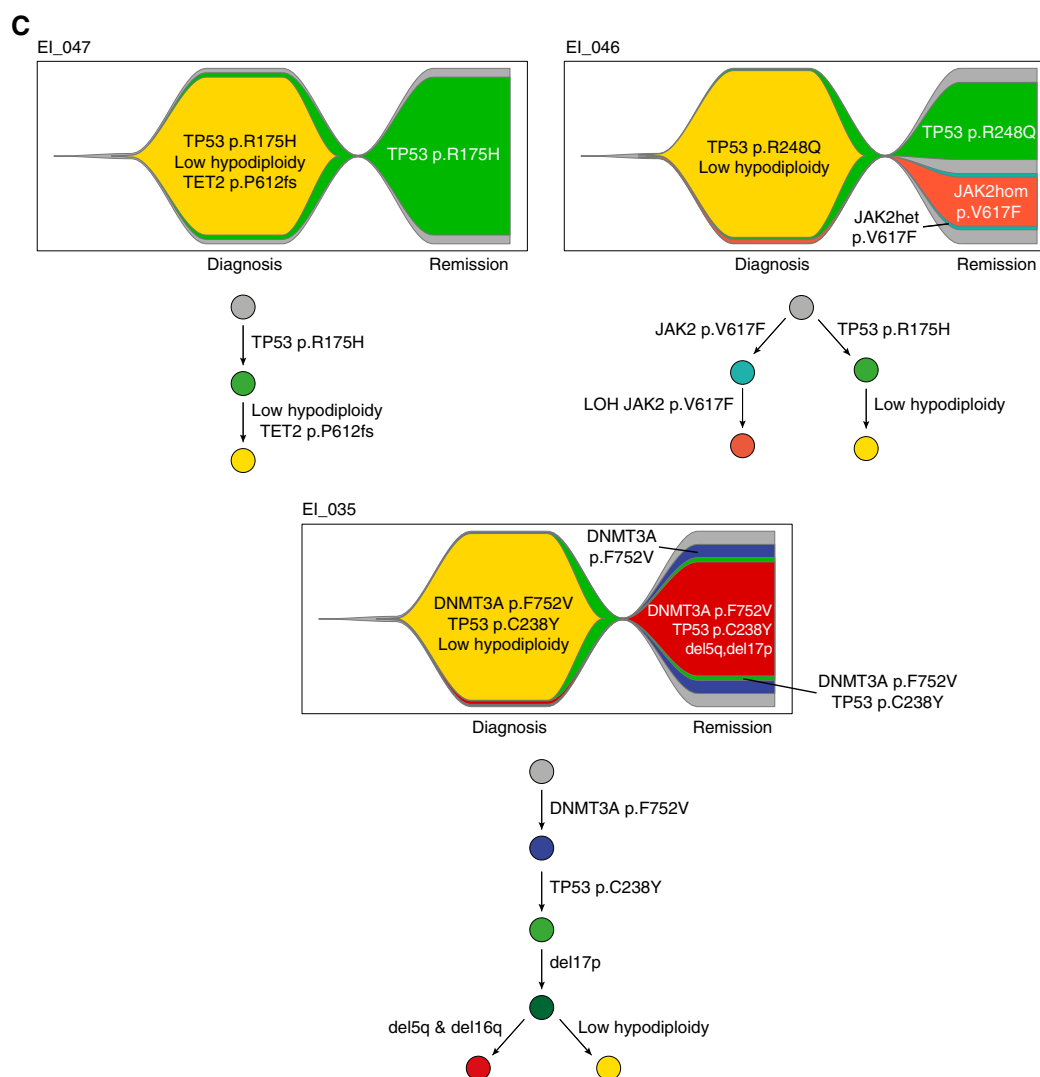 C
EI_047
TP53 p.R175H
Low hypodiploidy
TET2 p.P612fs
TP53 p.R175H
Diagnosis
Remission
TP53 p.R175H
Low hypodiploidy
TET2 p.P612fs
EI_046
TP53 p.R248Q
Low hypodiploidy
TP53 p.R248Q
JAK2hom
p.V617F
JAK2het
p.V617F
Diagnosis
Remission
JAK2 p.V617F
TP53 p.R175H
LOH JAK2 p.V617F
Low hypodiploidy
EI_035
DNMT3A
p.F752V
DNMT3A p.F752V
TP53 p.C238Y
Low hypodiploidy
DNMT3A p.F752V
TP53 p.C238Y
del5q,del17p
DNMT3A p.F752V
TP53 p.C238Y
Diagnosis
Remission
DNMT3A p.F752V
TP53 p.C238Y
del17p
del5q & del16q
Low hypodiploidy